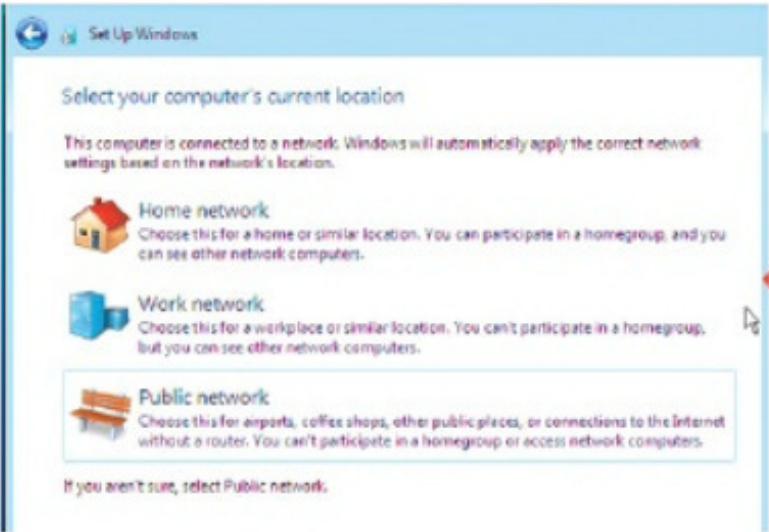 Set Up Windows
Select your computer's current location
This computer is connected to a network. Windows will automatically apply the correct network
settings based on the network's location.
Home network
Choose this for a home or similar location. You can participate in a homegroup, and you
can see other network computers.
Work network
Choose this for a workplace or similar location. You can't participate in a homegroup,
but you can see other network computers.
Public network
Choose this for airports, coffee shops, other public places, or connections to the Internet
without a router. You can't participate in a homegroup or access network computers.
If you aren't sure, select Public network.